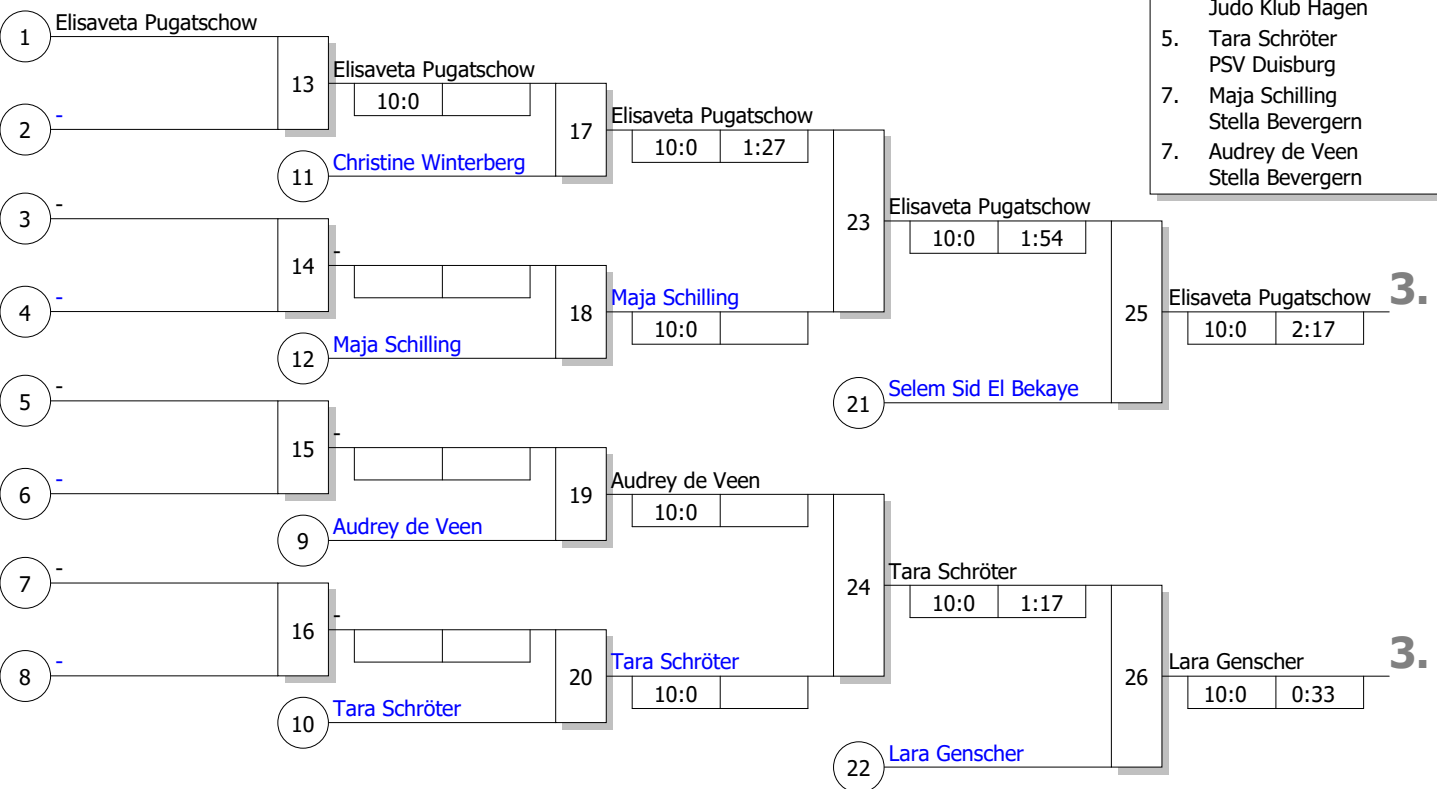 Judo Klub Hagen
5. Tara Schröter
PSV Duisburg
7. Maja Schilling
Stella Bevergern
7. Audrey de Veen
Stella Bevergern
1 Elisaveta Pugatschow
2 -
13 Elisaveta Pugatschow
10:0
11 Christine Winterberg
17 Elisaveta Pugatschow
10:0 1:27
3 -
4 -
14 -
12 Maja Schilling
18 Maja Schilling
10:0
23 Elisaveta Pugatschow
10:0 1:54
21 Selem Sid El Bekaye
25 Elisaveta Pugatschow 3.
10:0 2:17
5 -
6 -
15 -
9 Audrey de Veen
19 Audrey de Veen
10:0
7 -
8 -
16 -
10 Tara Schröter
20 Tara Schröter
10:0
24 Tara Schröter
10:0 1:17
22 Lara Genscher
26 Lara Genscher 3.
10:0 0:33